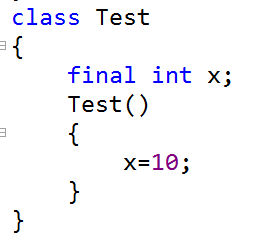 class Test
{
    final int x;
    Test()
    {
        x=10;
    }
}